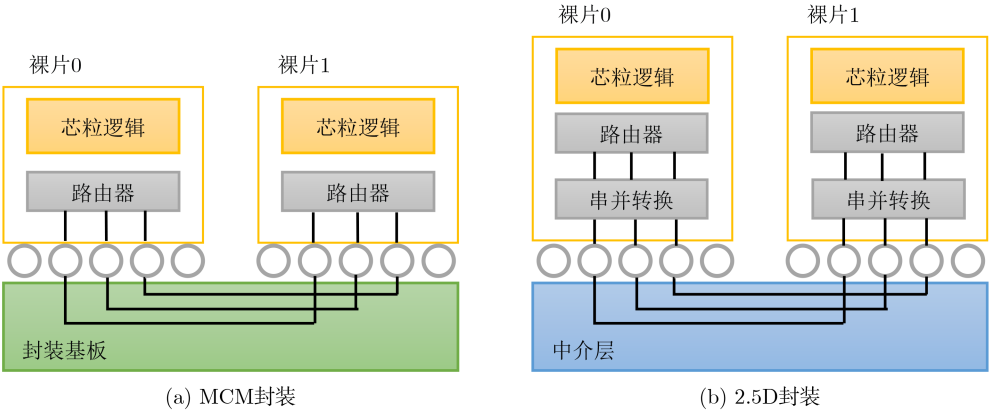 裸片0
裸片1
芯粒逻辑
芯粒逻辑
路由器
路由器
封装基板
(a) MCM封装
裸片0
裸片1
芯粒逻辑
芯粒逻辑
路由器
路由器
串并转换
串并转换
中介层
(b) 2.5D封装